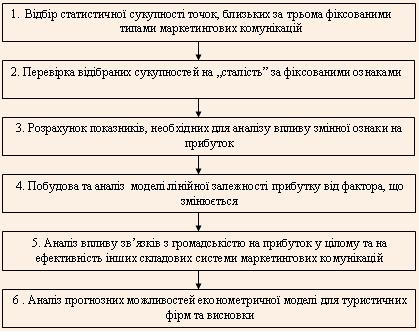 1. Відбір статистичної сукупності точок, близьких за трьома фіксованими
типами маркетингових комунікацій
2. Перевірка відібраних сукупностей на „сталість” за фіксованими ознаками
3. Розрахунок показників, необхідних для аналізу впливу змінної ознаки на
прибуток
4. Побудова та аналіз моделі лінійної залежності прибутку від фактора, що
змінюється
5. Аналіз впливу зв’язків з громадськістю на прибуток у цілому та на
ефективність інших складових системи маркетингових комунікацій
6 . Аналіз прогнозних можливостей економетричної моделі для туристичних
фірм та висновки